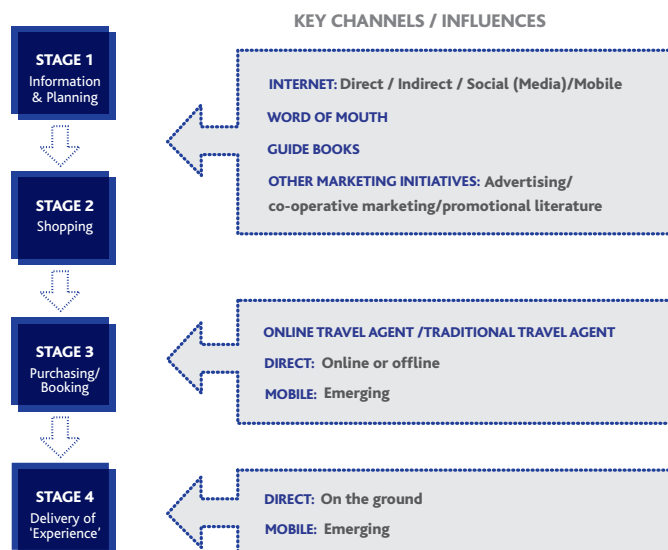 KEY CHANNELS / INFLUENCES
STAGE 1
Information
& Planning
INTERNET: Direct / Indirect / Social (Media)/Mobile
WORD OF MOUTH
GUIDE BOOKS
OTHER MARKETING INITIATIVES: Advertising/
co-operative marketing/promotional literature
STAGE 2
Shopping
STAGE 3
Purchasing/
Booking
ONLINE TRAVEL AGENT /TRADITIONAL TRAVEL AGENT
DIRECT: Online or offline
MOBILE: Emerging
STAGE 4
Delivery of
'Experience'
DIRECT: On the ground
MOBILE: Emerging